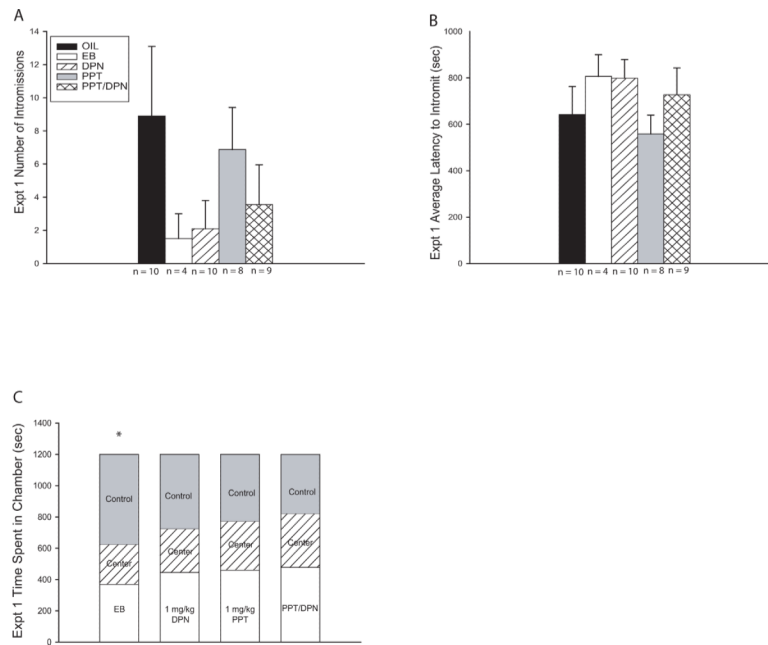 A
Expt 1 Number of Intromissions
14
12
10
8
6
4
2
0
OIL
EB
DPN
PPT
PPT/DPN
n = 10 n = 4 n = 10 n = 8 n = 9
B
Expt 1 Average Latency to Intromit (sec)
1000
800
600
400
200
0
n = 10 n = 4 n = 10 n = 8 n = 9
C
Expt 1 Time Spent in Chamber (sec)
1400
1200
1000
800
600
400
200
0
*
Control
Control
Control
Control
Center
Center
Center
Center
EB
1 mg/kg
DPN
1 mg/kg
PPT
PPT/DPN